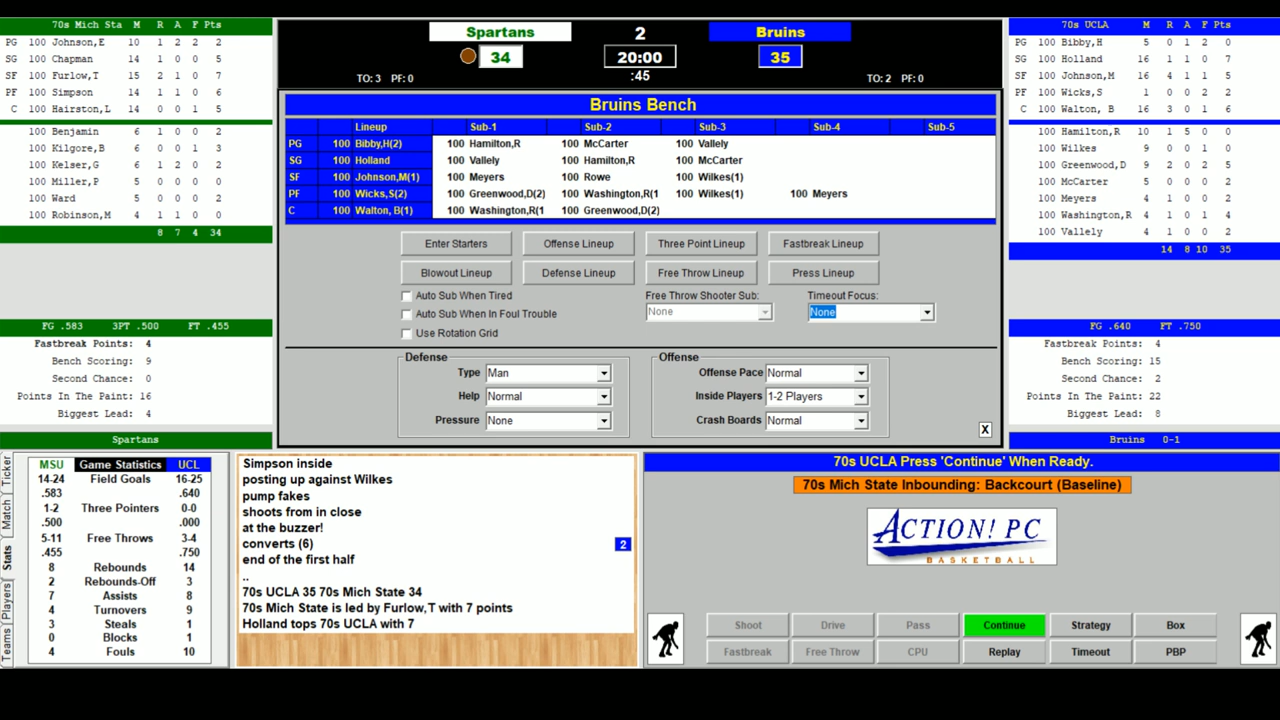 70s Mich Sta M R A F Pts
PG 100 Johnson,E 10 1 2 2 2
SG 100 Chapman 14 1 0 0 5
SF 100 Furlow,T 15 2 1 0 7
PF 100 Simpson 14 1 1 0 6
C 100 Hairston,L 14 0 0 1 5
100 Benjamin 6 1 0 0 2
100 Kilgore,B 6 0 0 1 3
100 Kelser,G 6 1 2 0 2
100 Miller,P 5 0 0 0 0
100 Ward 5 0 0 0 2
100 Robinson,M 4 1 1 0 0
8 7 4 34
FG .583 3PT .500 FT .455
Fastbreak Points: 4
Bench Scoring: 9
Second Chance: 0
Points In The Paint: 16
Biggest Lead: 4
Spartans
Spartans 2 Bruins
34 20:00 35
:45
TO: 3 PF: 0 TO: 2 PF: 0
Bruins Bench
Lineup Sub-1 Sub-2 Sub-3 Sub-4 Sub-5
PG 100 Bibby,H(2) 100 Hamilton,R 100 McCarter 100 Vallely
SG 100 Holland 100 Vallely 100 Hamilton,R 100 McCarter
SF 100 Johnson,M(1) 100 Meyers 100 Rowe 100 Wilkes(1)
PF 100 Wicks,S(2) 100 Greenwood,D(2) 100 Washington,R(1 100 Wilkes(1) 100 Meyers
C 100 Walton, B(1) 100 Washington,R(1 100 Greenwood,D(2)
Enter Starters Offense Lineup Three Point Lineup Fastbreak Lineup
Blowout Lineup Defense Lineup Free Throw Lineup Press Lineup
Auto Sub When Tired Free Throw Shooter Sub: Timeout Focus:
Auto Sub When In Foul Trouble None None
Use Rotation Grid
Defense Offense
Type Man Offense Pace Normal
Help Normal Inside Players 1-2 Players
Pressure None Crash Boards Normal
X
70s UCLA M R A F Pts
PG 100 Bibby,H 5 0 1 2 0
SG 100 Holland 16 1 1 0 7
SF 100 Johnson,M 16 4 1 1 5
PF 100 Wicks,S 1 0 0 2 2
C 100 Walton, B 16 3 0 1 6
100 Hamilton,R 10 1 5 0 0
100 Wilkes 9 0 0 1 0
100 Greenwood,D 9 2 0 2 5
100 McCarter 5 0 0 0 2
100 Meyers 4 1 0 0 2
100 Washington,R 4 1 0 1 4
100 Vallely 4 1 0 0 2
14 8 10 35
FG .640 FT .750
Fastbreak Points: 4
Bench Scoring: 15
Second Chance: 2
Points In The Paint: 22
Biggest Lead: 8
Bruins 0-1
Ticker
Match
Stats
Players
Teams
MSU Game Statistics UCL
14-24 Field Goals 16-25
.583 .640
1-2 Three Pointers 0-0
.500 .000
5-11 Free Throws 3-4
.455 .750
8 Rebounds 14
2 Rebounds-Off 3
7 Assists 8
4 Turnovers 9
3 Steals 1
0 Blocks 1
4 Fouls 10
Simpson inside
posting up against Wilkes
pump fakes
shoots from in close
at the buzzer!
converts (6)
2
end of the first half
..
70s UCLA 35 70s Mich State 34
70s Mich State is led by Furlow,T with 7 points
Holland tops 70s UCLA with 7
70s UCLA Press 'Continue' When Ready.
70s Mich State Inbounding: Backcourt (Baseline)
ACTION! PC
BASKETBALL
Shoot Drive Pass Continue Strategy Box
Fastbreak Free Throw CPU Replay Timeout PBP